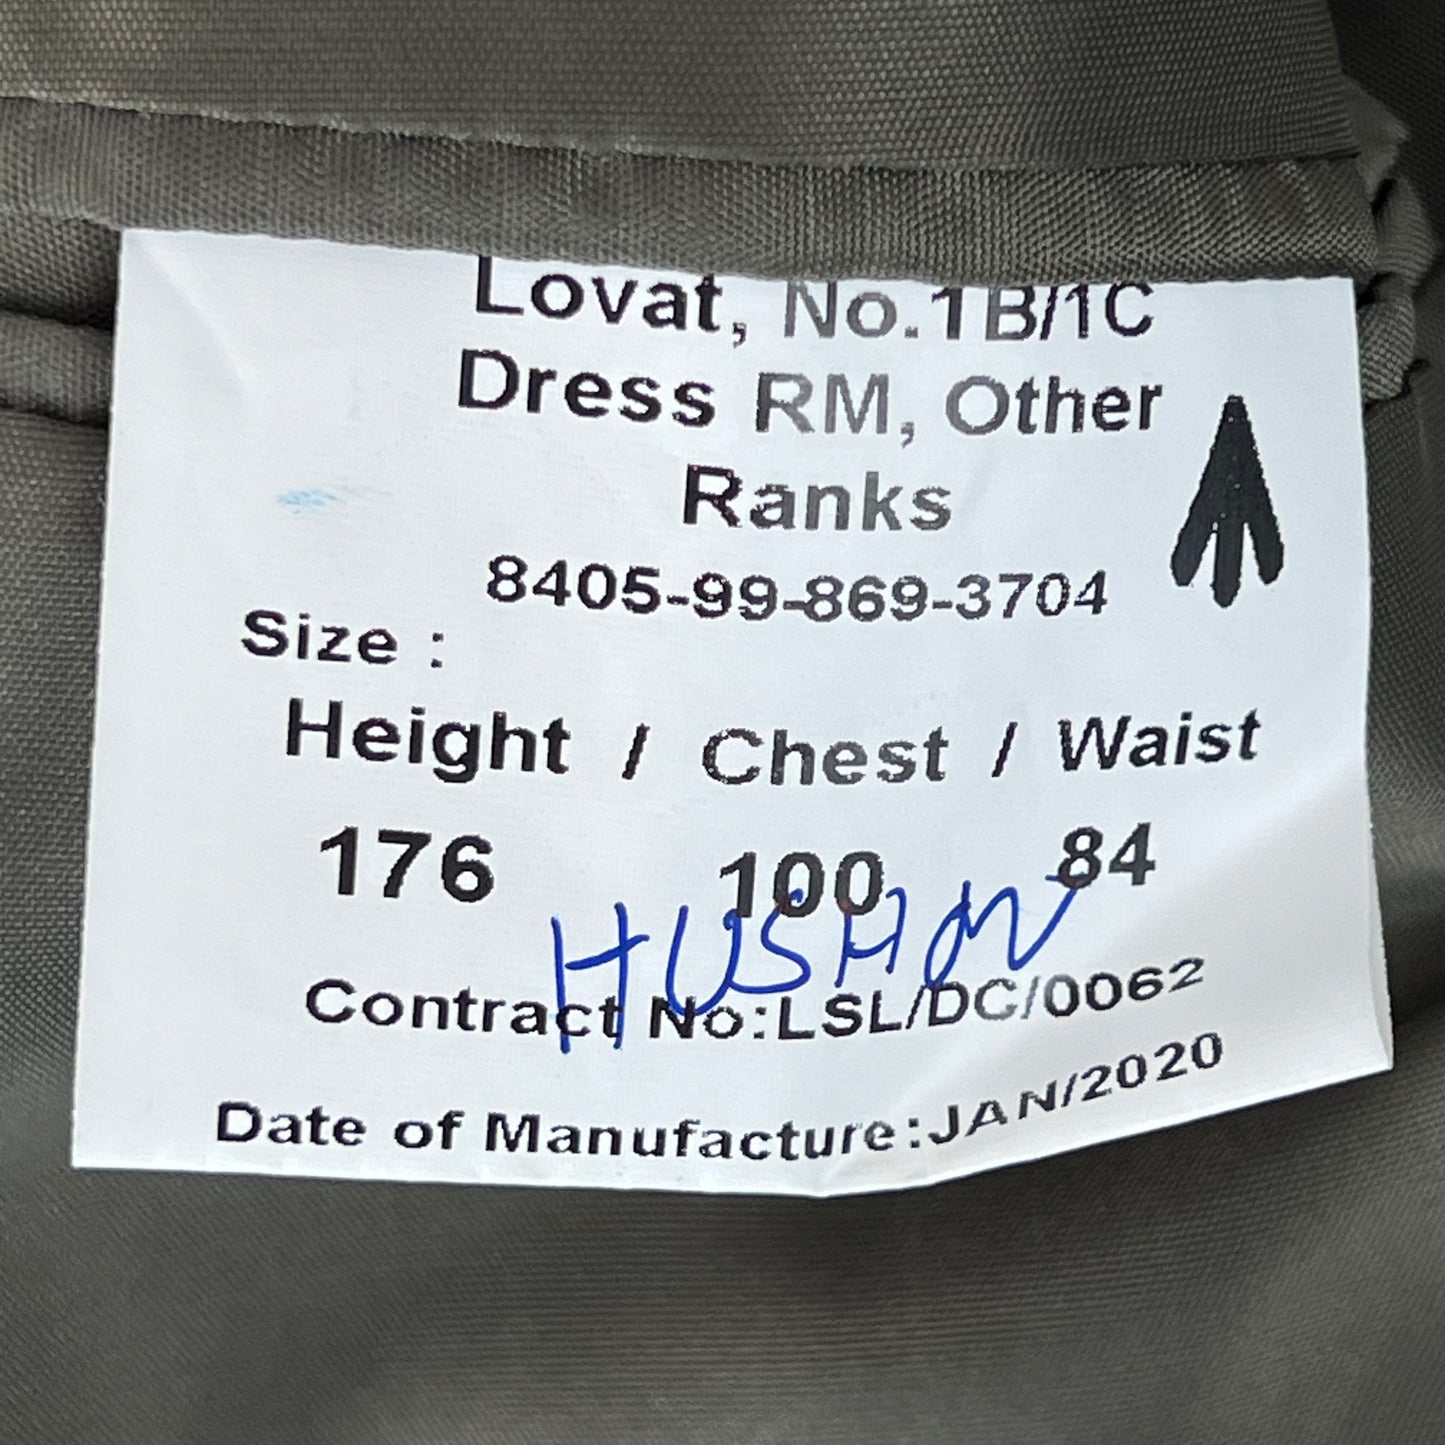 Lovat, No.1B/1C
Dress RM, Other
Ranks
8405-99-869-3704
Size :
Height / Chest / Waist
176 100 84
Contract No:LSL/DC/0062
Date of Manufacture:JAN/2020